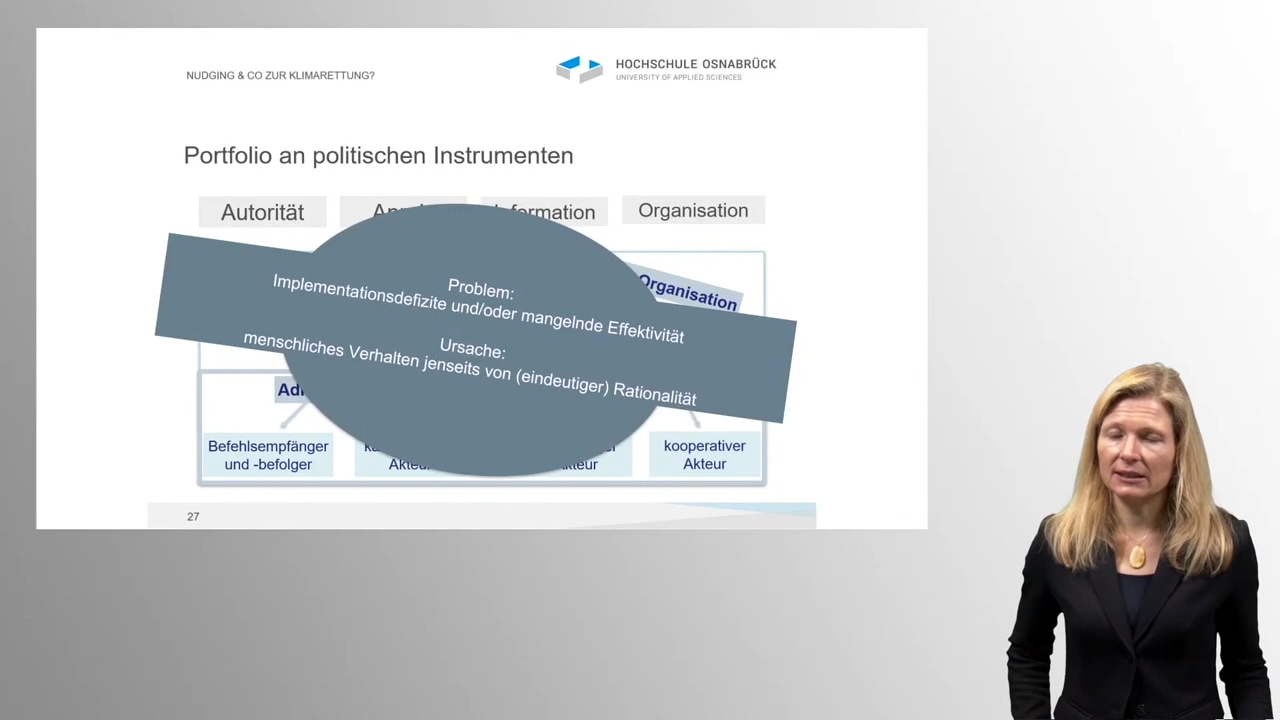 NUDGING & CO ZUR KLIMARETTUNG?
HOCHSCHULE OSNABRÜCK
UNIVERSITY OF APPLIED SCIENCES
Portfolio an politischen Instrumenten
Autorität
Organisation
Organisation
Problem:
Implementationsdefizite und/oder mangelnde Effektivität
Ursache:
menschliches Verhalten jenseits von (eindeutiger) Rationalität
Befehlsempfänger
und -befolger
kooperativer
Akteur
27